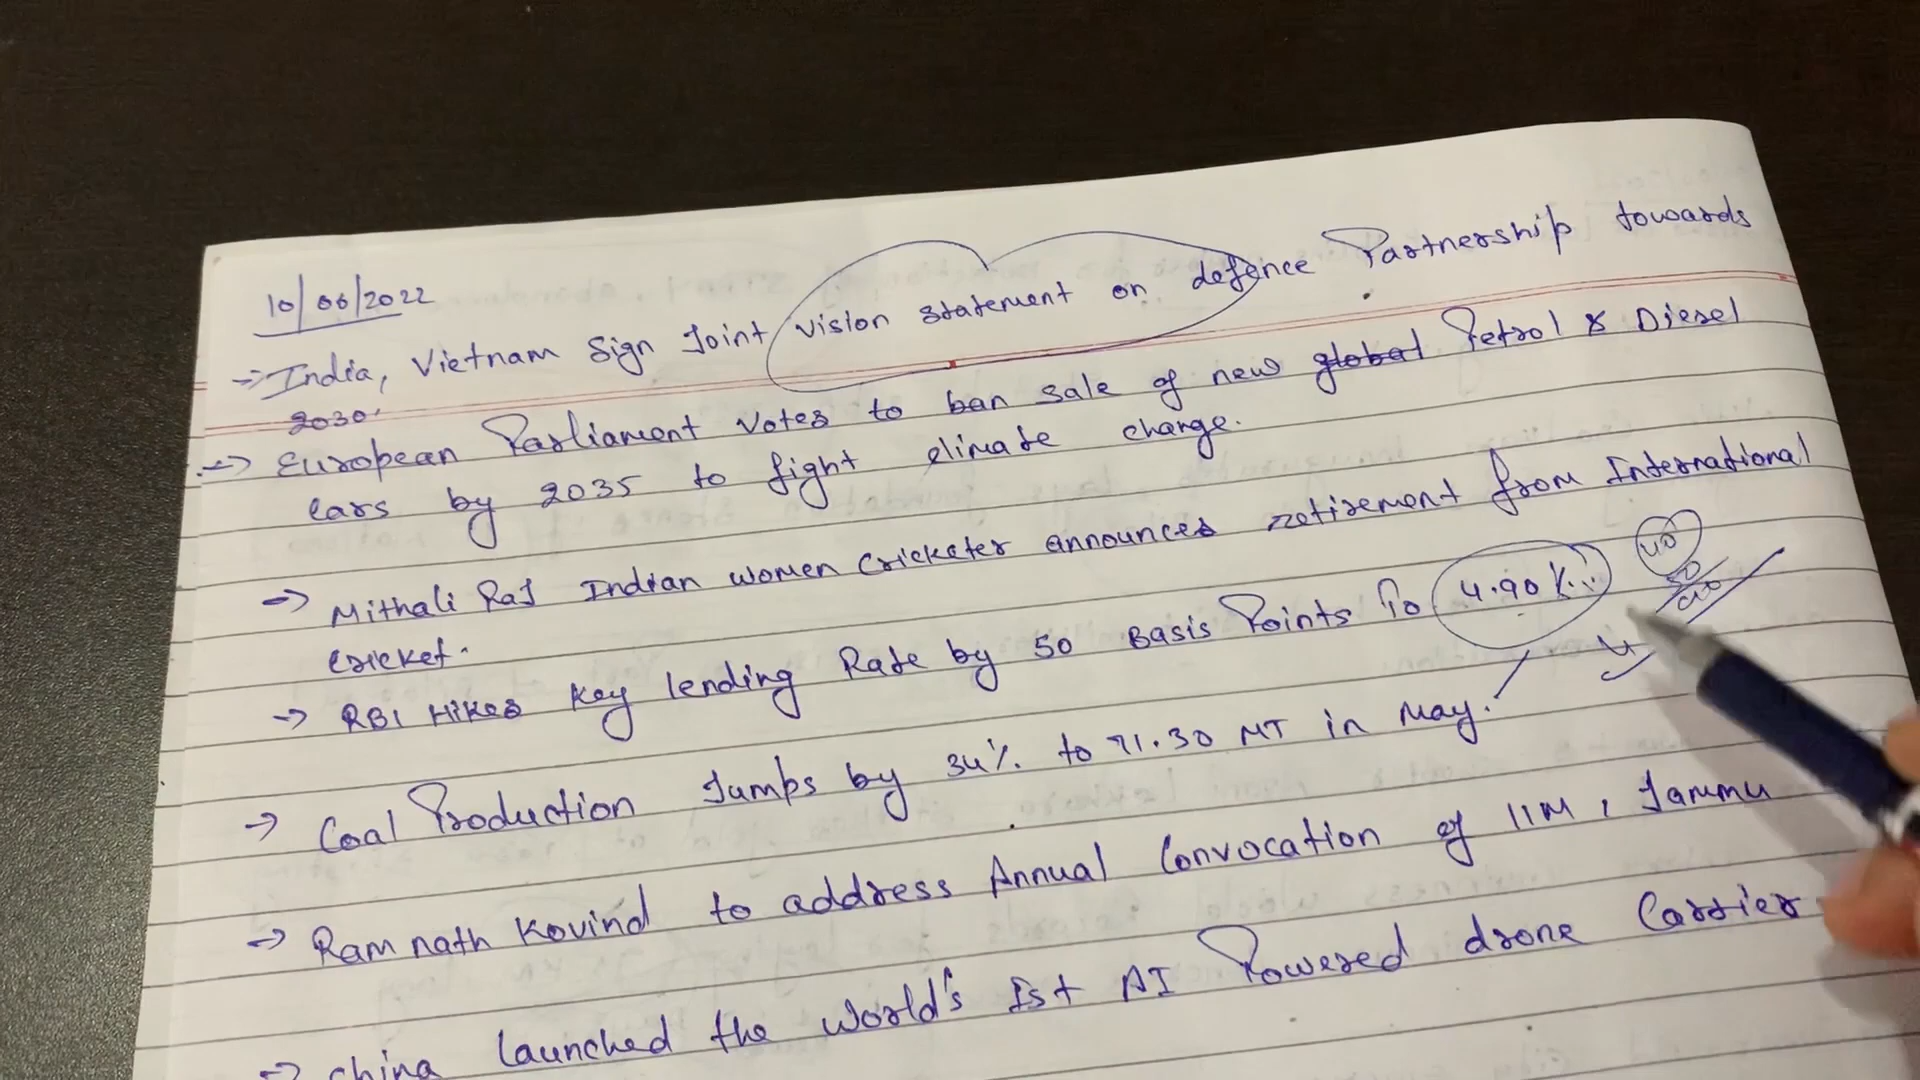 10/06/2022
→ India, Vietnam Sign Joint vision statement on defence Partnership towards
2030.
→ European Parliament votes to ban sale of new global Petrol & Diesel
cars by 2035 to fight climate change.
→ Mithali Raj Indian women cricketer announces retirement from International
cricket.
→ RBI Hikes key lending Rate by 50 Basis Points To 4.90 %.
40
50
90
4
→ Coal Production Jumps by 34%. to 71.30 MT in May.
→ Ram nath Kovind to address Annual Convocation of IIM, Jammu
→ China launched the world's Ist AI Powered drone Carrier